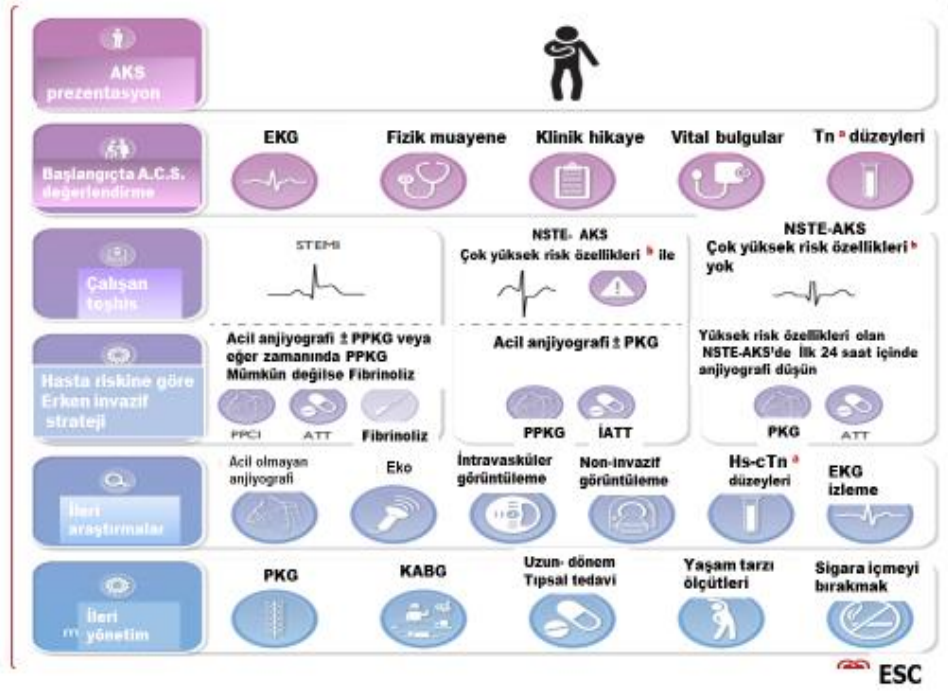 AKS
prezentasyon
EKG
Fizik muayene
Klinik hikaye
Vital bulgular
Tn a düzeyleri
Başlangıçta A.C.S.
değerlendirme
Çalışan
teşhis
STEMI
NSTE- AKS
Çok yüksek risk özellikleri b ile
NSTE-AKS
Çok yüksek risk özellikleri b
yok
Hasta riskine göre
Erken invazif
strateji
Acil anjiyografi ± PPKG veya
eğer zamanında PPKG
Mümkün değilse Fibrinoliz
PPCI
ATT
Fibrinoliz
Acil anjiyografi ± PKG
PPKG
İATT
Yüksek risk özellikleri olan
NSTE-AKS'de İlk 24 saat içinde
anjiyografi düşün
PKG
ATT
İleri
araştırmalar
Acil olmayan
anjiyografi
Eko
İntravasküler
görüntüleme
Non-invazif
görüntüleme
Hs-cTn a
düzeyleri
EKG
izleme
İleri
m yönetim
PKG
KABG
Uzun- dönem
Tıpsal tedavi
Yaşam tarzı
ölçütleri
Sigara içmeyi
bırakmak
ESC